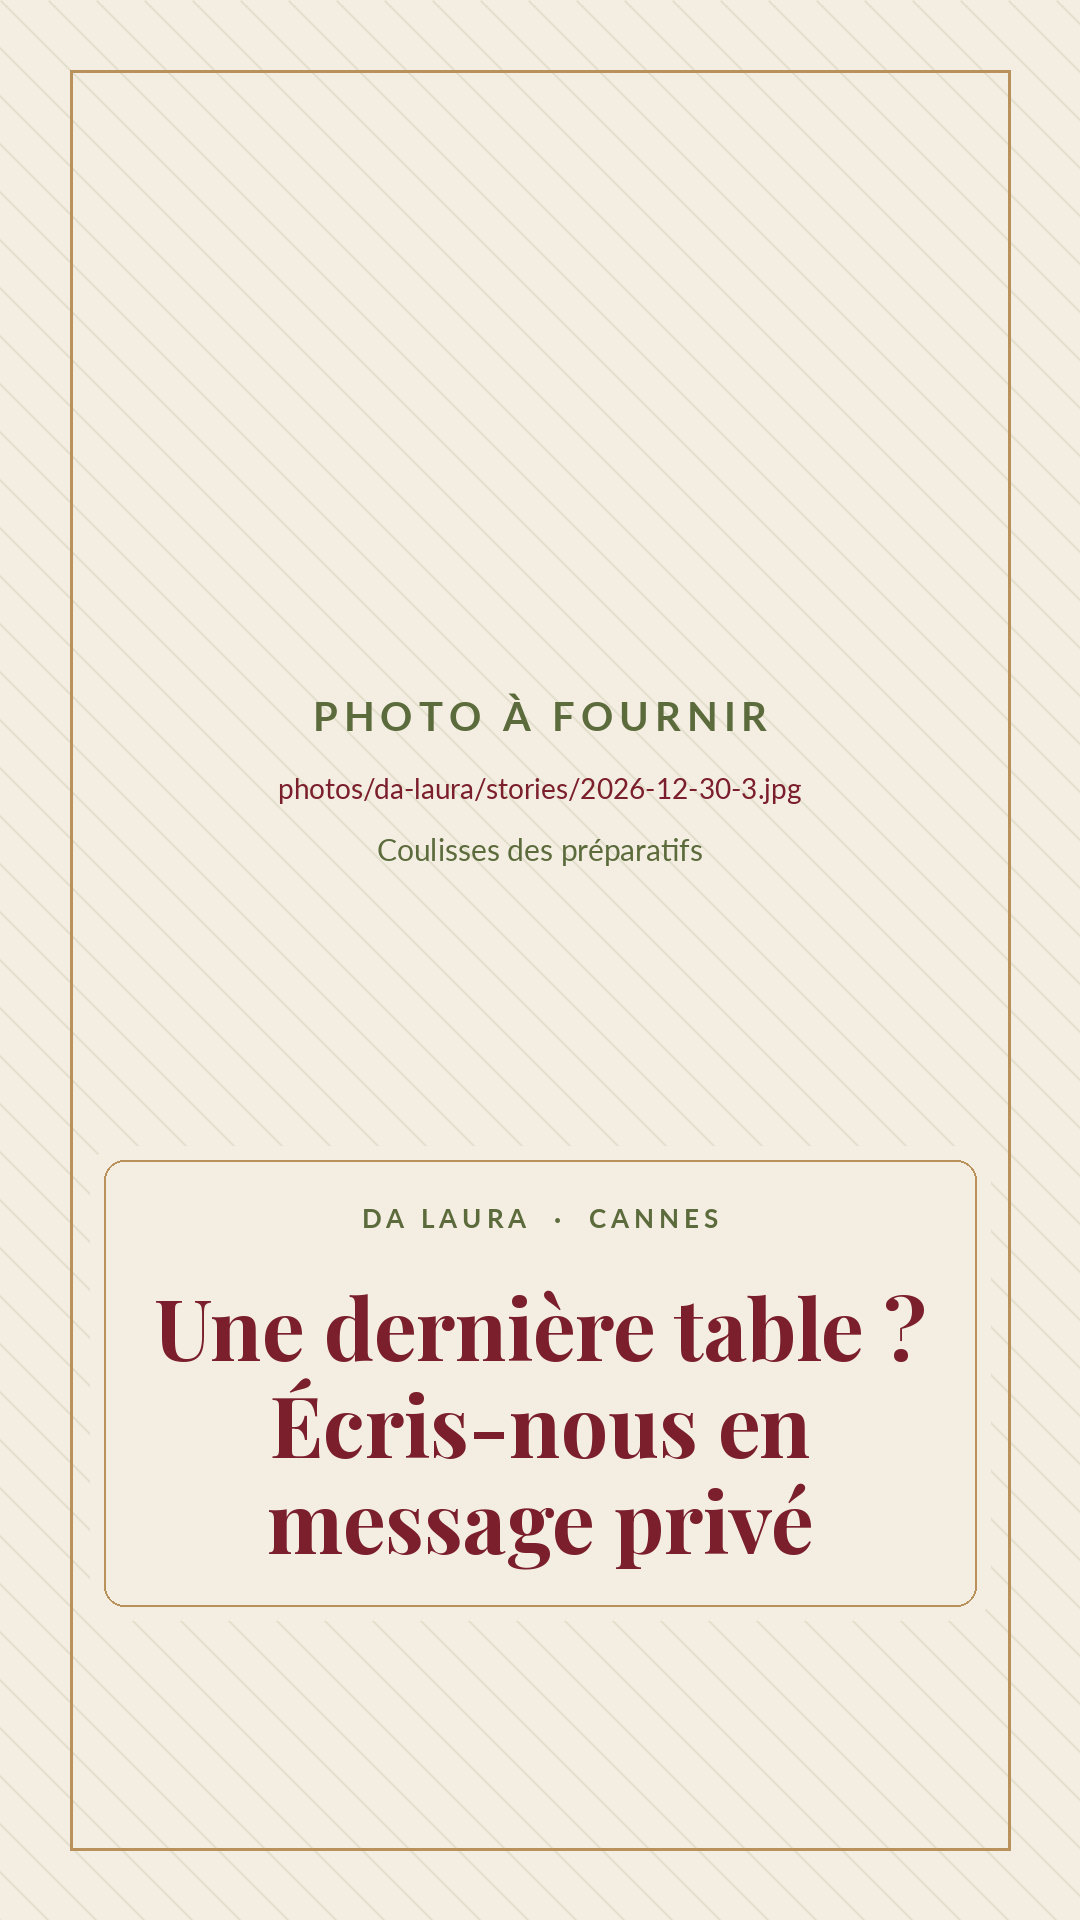 PHOTO À FOURNIR
photos/da-laura/stories/2026-12-30-3.jpg
Coulisses des préparatifs
DA LAURA · CANNES
Une dernière table ?
Écris-nous en
message privé